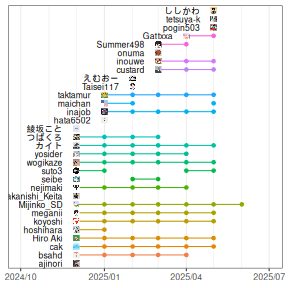 ししかわ
tetsuya-k
pogin503
Gattxxa
Summer498
onuma
inouwe
custard
えむおー
Taisei117
taktamur
maichan
inajob
hata6502
綾坂こと
つぱくろ
カイト
yosider
wogikaze
suto3
seibe
nejimaki
akanishi_Keita
Mijinko_SD
meganii
koyoshi
hoshihara
Hiro Aki
cak
bsahd
ajinori
2024/10 2025/01 2025/04 2025/07